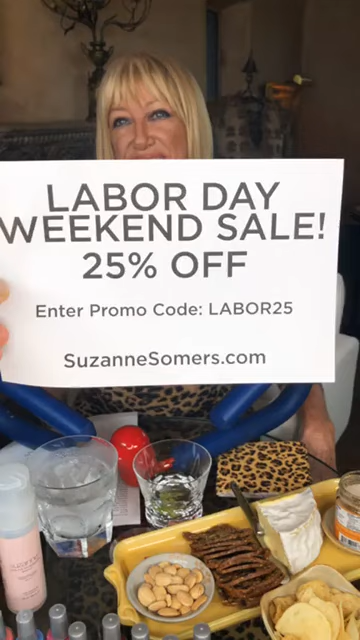 LABOR DAY
WEEKEND SALE!
25% OFF
Enter Promo Code: LABOR25
SuzanneSomers.com